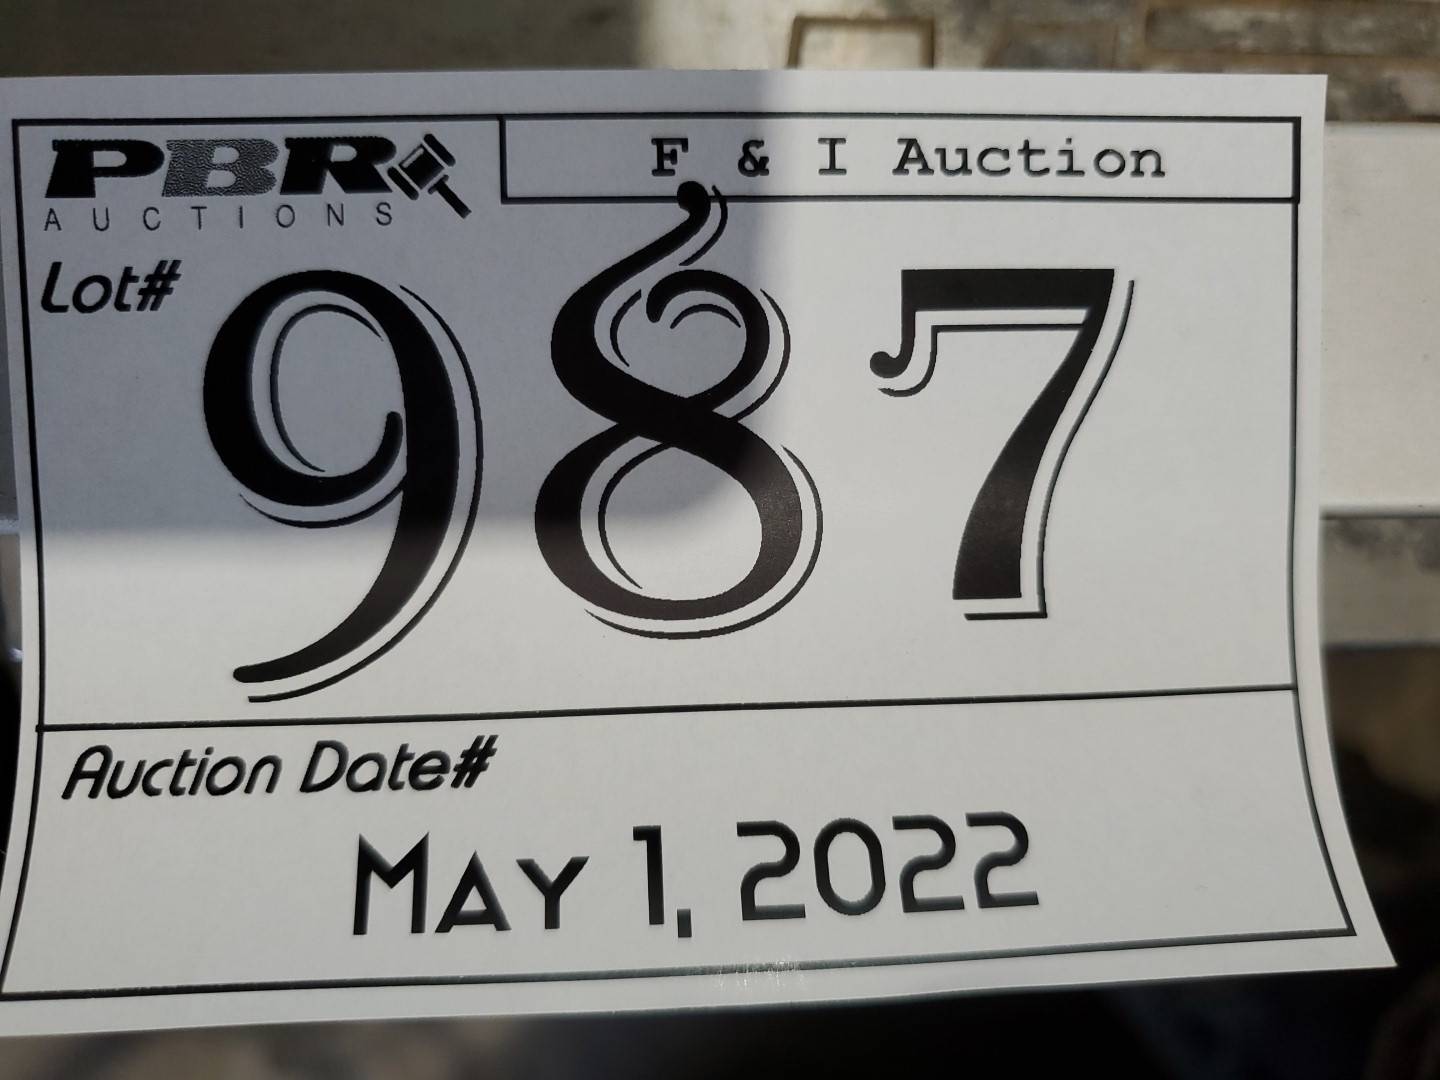 PBR
AUCTIONS
F & I Auction
Lot#
987
Auction Date#
May 1, 2022